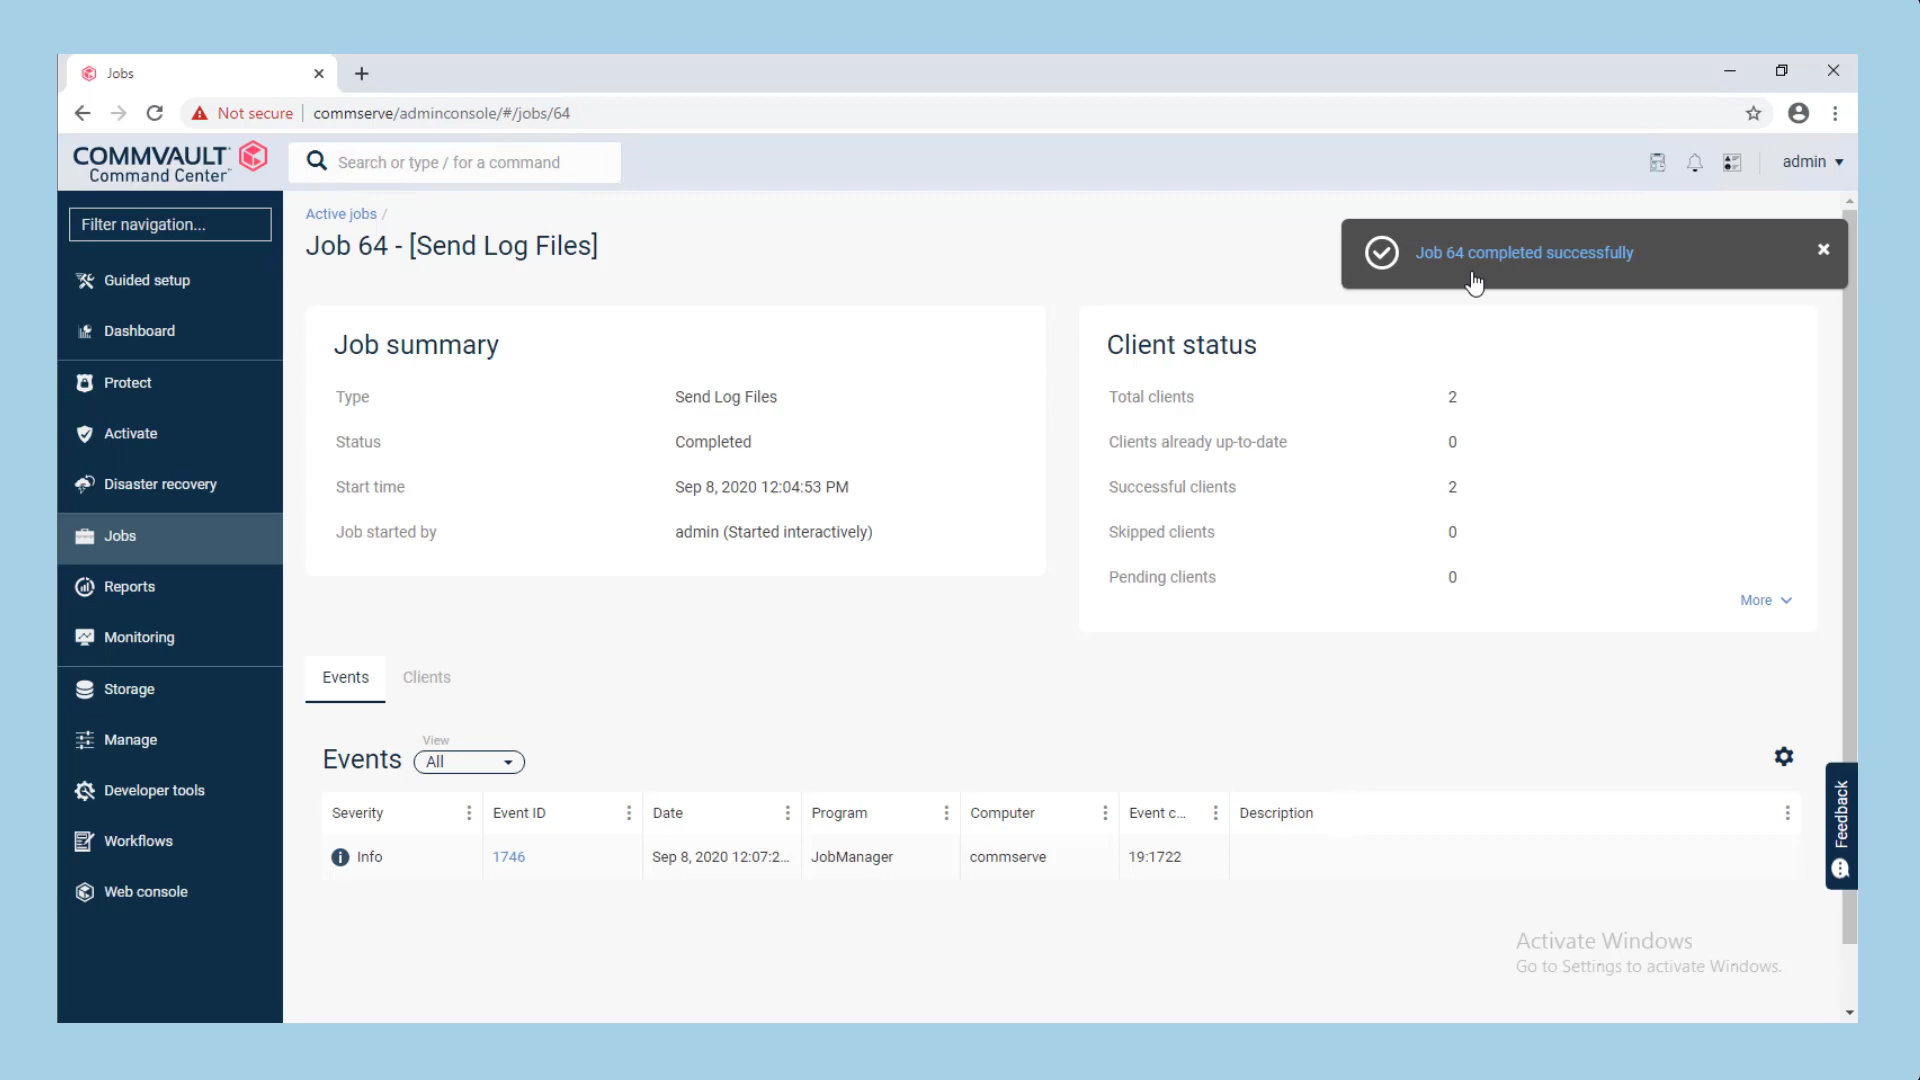 Jobs
Not secure
commserve/adminconsole/#/jobs/64
COMMVAULT
Command Center™
Search or type / for a command
admin
Filter navigation...
Guided setup
Dashboard
Protect
Activate
Disaster recovery
Jobs
Reports
Monitoring
Storage
Manage
Developer tools
Workflows
Web console
Active jobs /
Job 64 - [Send Log Files]
Job 64 completed successfully
Job summary
Type Send Log Files
Status Completed
Start time Sep 8, 2020 12:04:53 PM
Job started by admin (Started interactively)
Client status
Total clients 2
Clients already up-to-date 0
Successful clients 2
Skipped clients 0
Pending clients 0
More
Events Clients
View
Events All
Severity Event ID Date Program Computer Event c... Description
Info 1746 Sep 8, 2020 12:07:2... JobManager commserve 19:1722
Feedback
Activate Windows
Go to Settings to activate Windows.